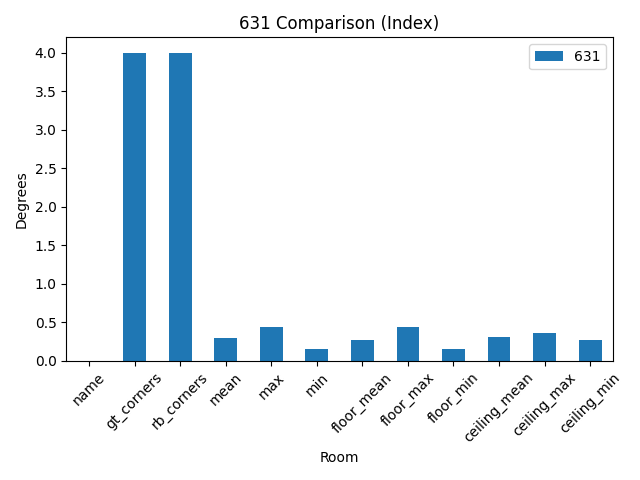 631 Comparison (Index)
631
Degrees
4.0
3.5
3.0
2.5
2.0
1.5
1.0
0.5
0.0
name
gt_corners
rb_corners
mean
max
min
floor_mean
floor_max
floor_min
ceiling_mean
ceiling_max
ceiling_min
Room